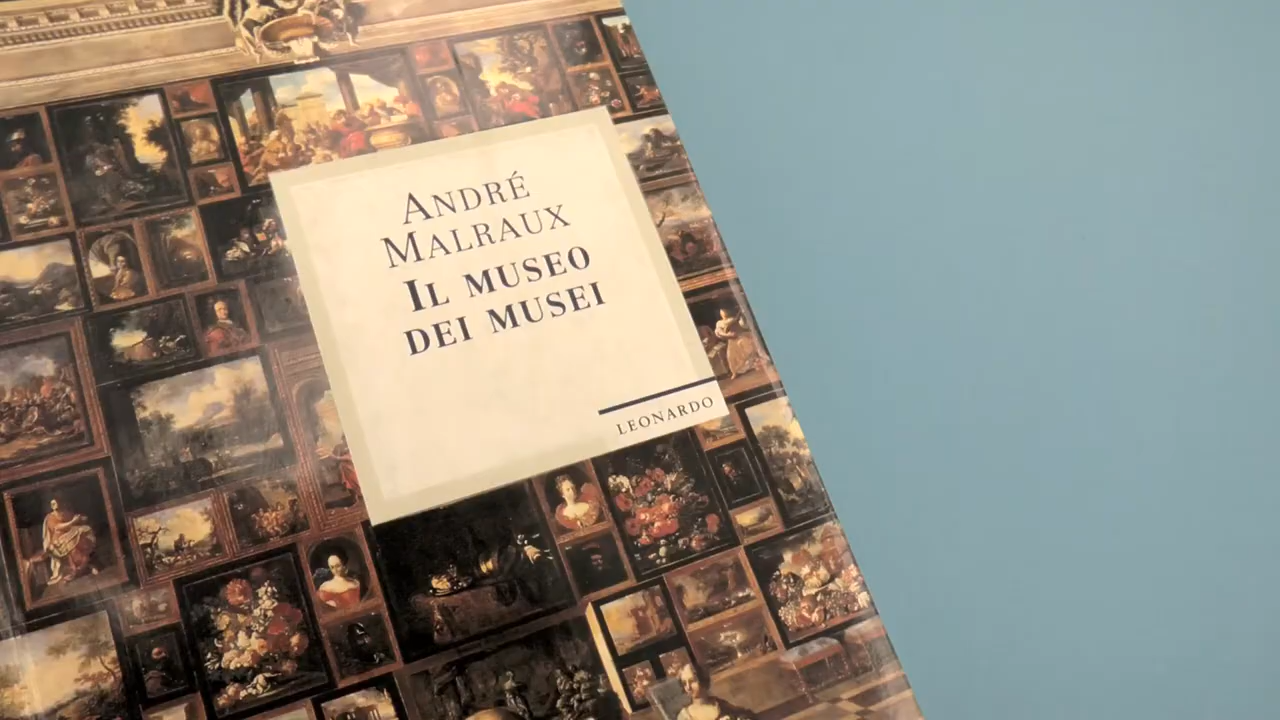 ANDRÉ
MALRAUX
IL MUSEO
DEI MUSEI
LEONARDO